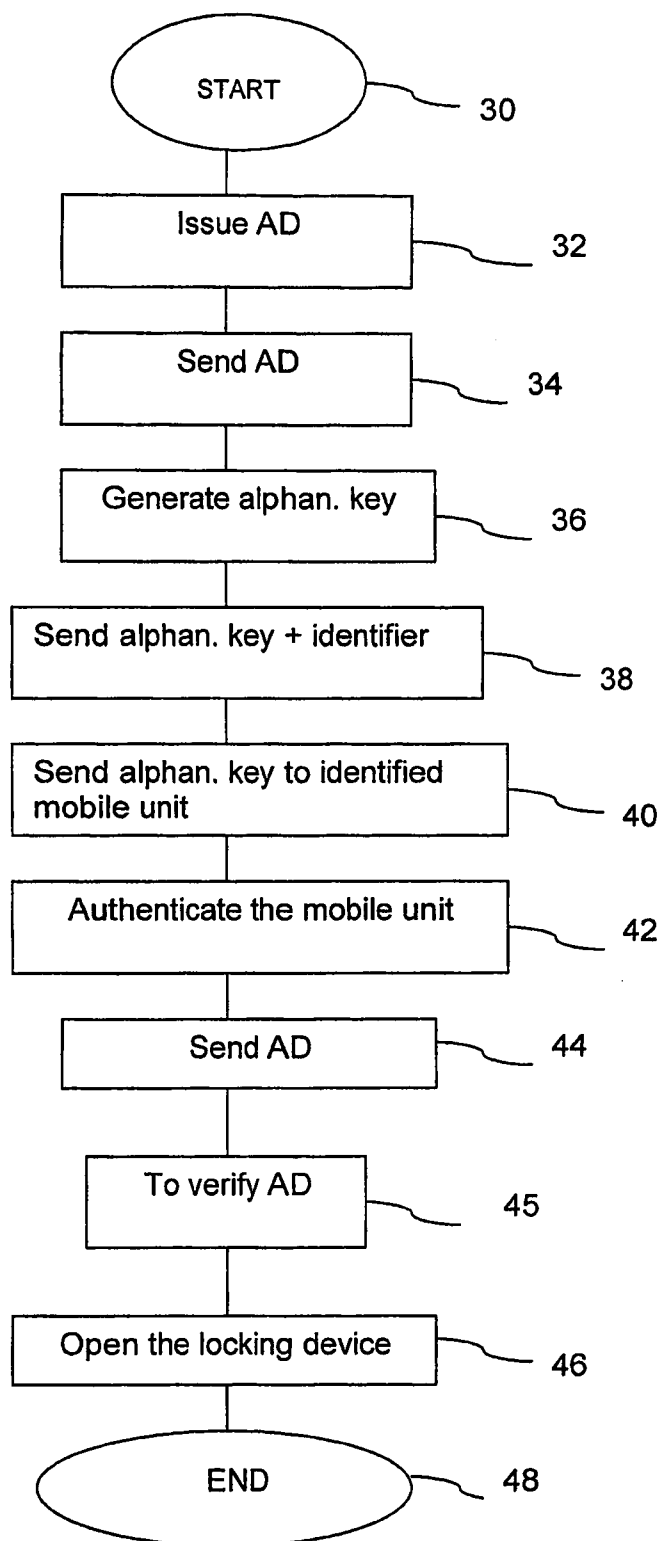 START
30
Issue AD
32
Send AD
34
Generate alphan. key
36
Send alphan. key + identifier
38
Send alphan. key to identified
mobile unit
40
Authenticate the mobile unit
42
Send AD
44
To verify AD
45
Open the locking device
46
END
48